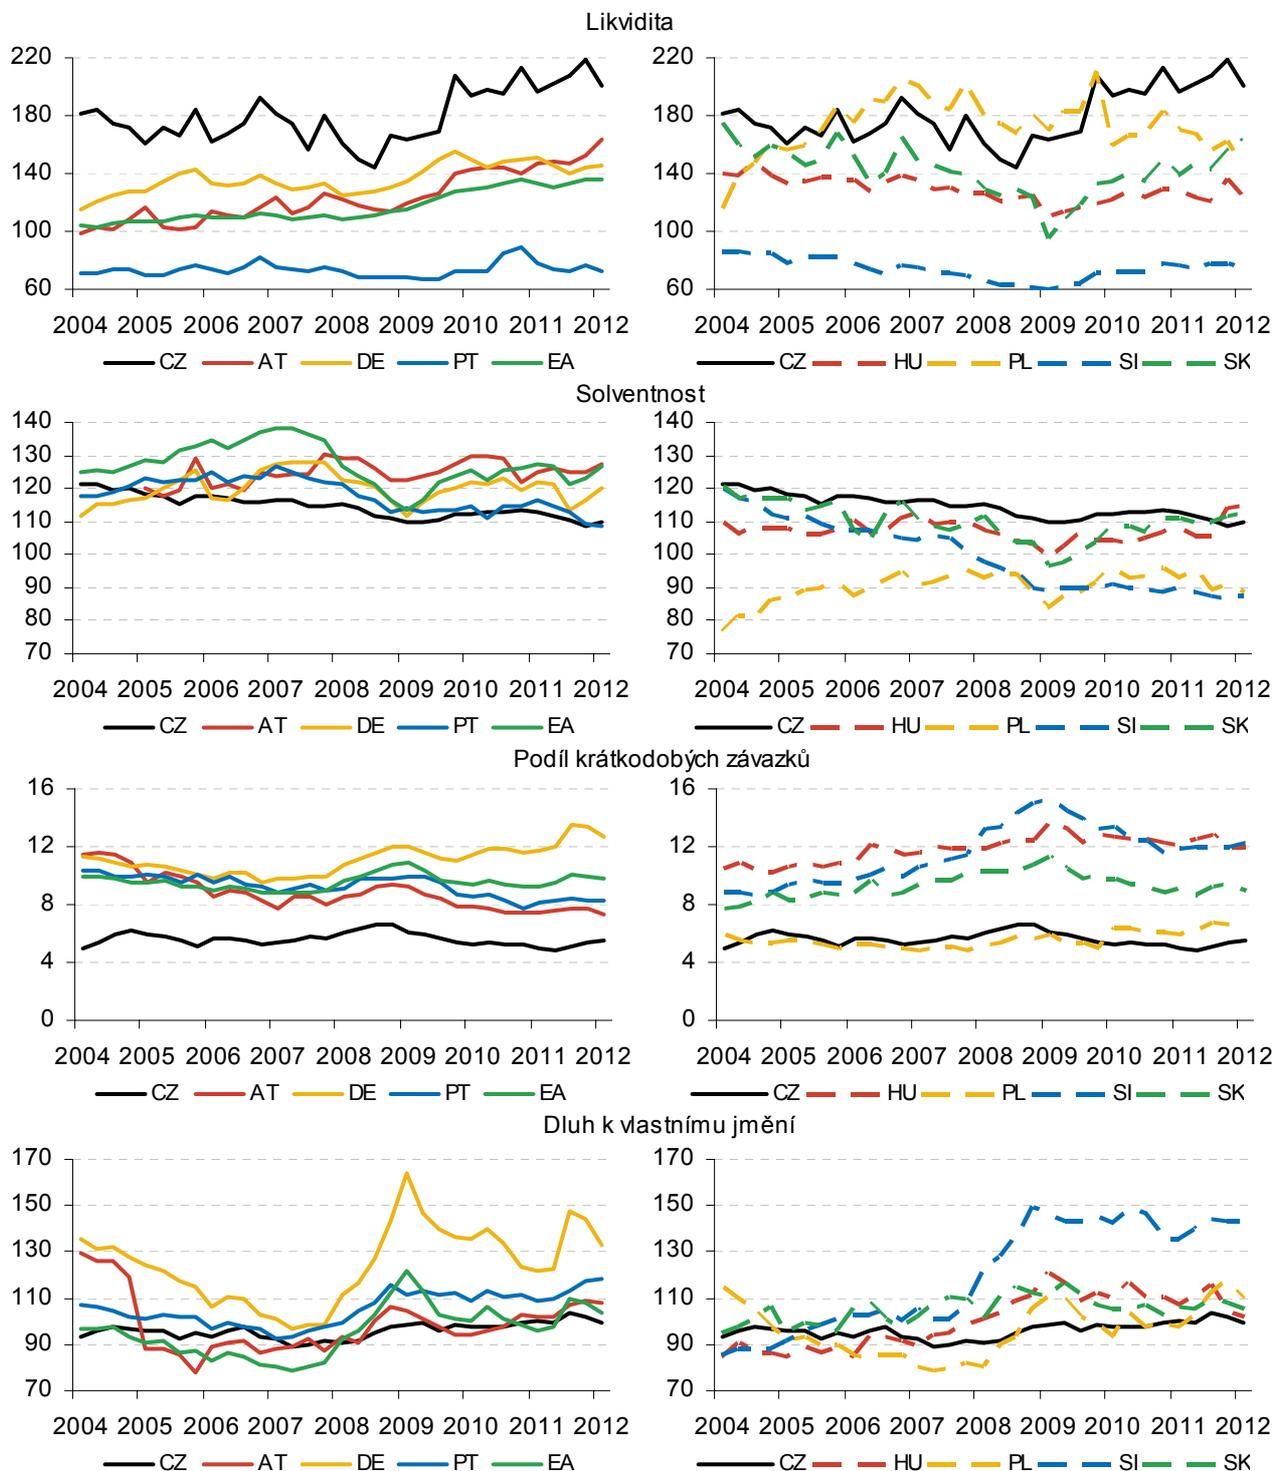 Likvidita
220 220
180 180
140 140
100 100
60 60
2004 2005 2006 2007 2008 2009 2010 2011 2012 2004 2005 2006 2007 2008 2009 2010 2011 2012
CZ AT DE PT EA CZ HU PL SI SK
Solventnost
140 140
130 130
120 120
110 110
100 100
90 90
80 80
70 70
2004 2005 2006 2007 2008 2009 2010 2011 2012 2004 2005 2006 2007 2008 2009 2010 2011 2012
CZ AT DE PT EA CZ HU PL SI SK
Podíl krátkodobých závazků
16 16
12 12
8 8
4 4
0 0
2004 2005 2006 2007 2008 2009 2010 2011 2012 2004 2005 2006 2007 2008 2009 2010 2011 2012
CZ AT DE PT EA CZ HU PL SI SK
Dluh k vlastnímu jmění
170 170
150 150
130 130
110 110
90 90
70 70
2004 2005 2006 2007 2008 2009 2010 2011 2012 2004 2005 2006 2007 2008 2009 2010 2011 2012
CZ AT DE PT EA CZ HU PL SI SK